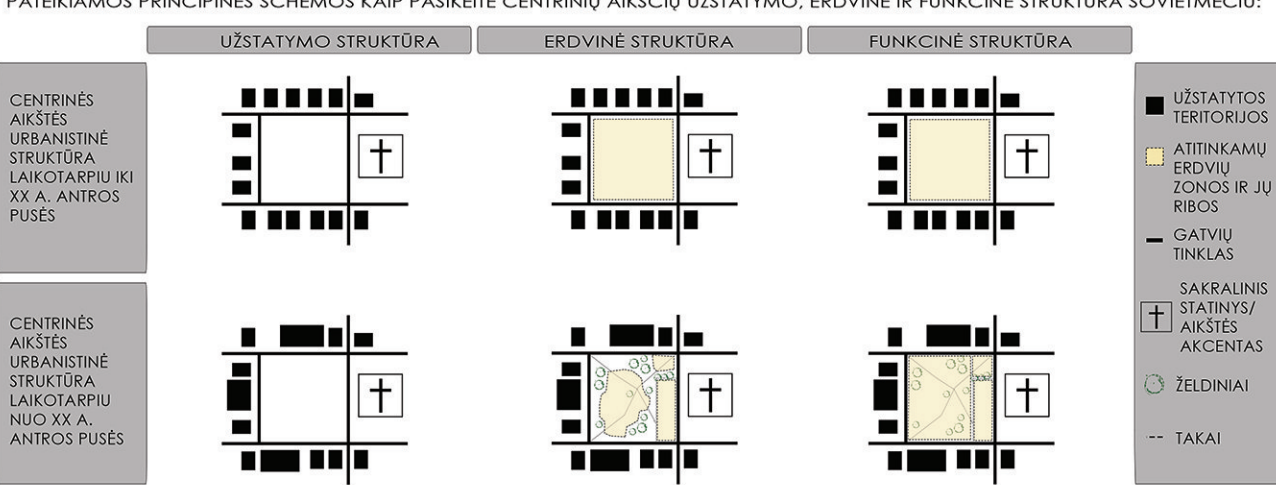 PATEIKIAMOS PRINCIPINĖS SCHEMOS KAIP PASIKEITĖ CENTRINIŲ AIKŠČIŲ UŽSTATYMO, ERDVINĖ IR FUNKCINĖ STRUKTŪRA SOVIETMEČIU:
UŽSTATYMO STRUKTŪRA
ERDVINĖ STRUKTŪRA
FUNKCINĖ STRUKTŪRA
CENTRINĖS
AIKŠTĖS
URBANISTINĖ
STRUKTŪRA
LAIKOTARPIU IKI
XX A. ANTROS
PUSĖS
CENTRINĖS
AIKŠTĖS
URBANISTINĖ
STRUKTŪRA
LAIKOTARPIU
NUO XX A.
ANTROS PUSĖS
UŽSTATYTOS
TERITORIJOS
ATITINKAMŲ
ERDVIŲ
ZONOS IR JŲ
RIBOS
GATVIŲ
TINKLAS
SAKRALINIS
STATINYS/
AIKŠTĖS
AKCENTAS
ŽELDINIAI
TAKAI